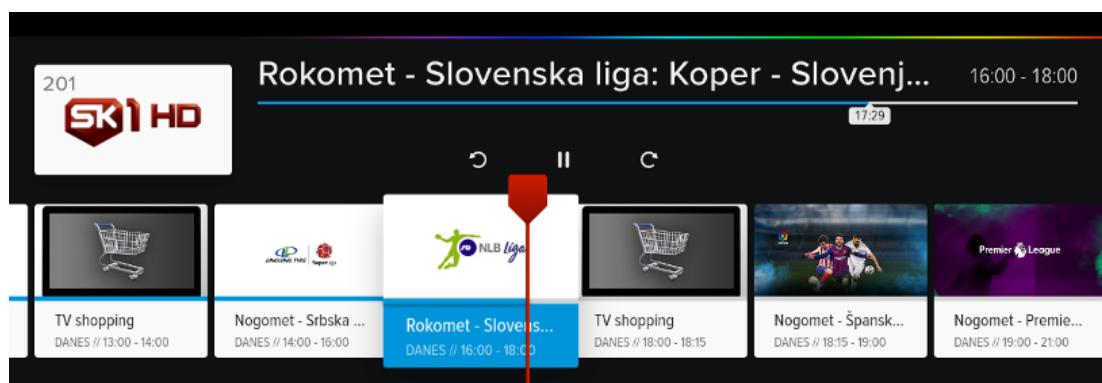 201
SK1 HD
Rokomet - Slovenska liga: Koper - Slovenj...
16:00 - 18:00
17:29
NLB liga
Premier League
TV shopping
DANES // 13:00 - 14:00
Nogomet - Srbska ...
DANES // 14:00 - 16:00
Rokomet - Slovens...
DANES // 16:00 - 18:00
TV shopping
DANES // 18:00 - 18:15
Nogomet - Špansk...
DANES // 18:15 - 19:00
Nogomet - Premie...
DANES // 19:00 - 21:00